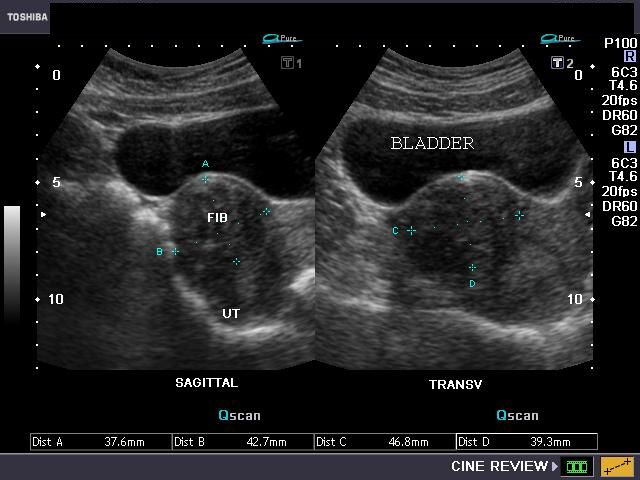 TOSHIBA
Pure
Pure
T 1
T 2
P100
R
6C3
T4.6
20fps
DR60
G82
L
6C3
T4.6
20fps
DR60
G82
0
5
10
0
5
10
BLADDER
A
FIB
B
UT
C
D
SAGITTAL
TRANSV
Qscan
Qscan
Dist A 37.6mm
Dist B 42.7mm
Dist C 46.8mm
Dist D 39.3mm
CINE REVIEW